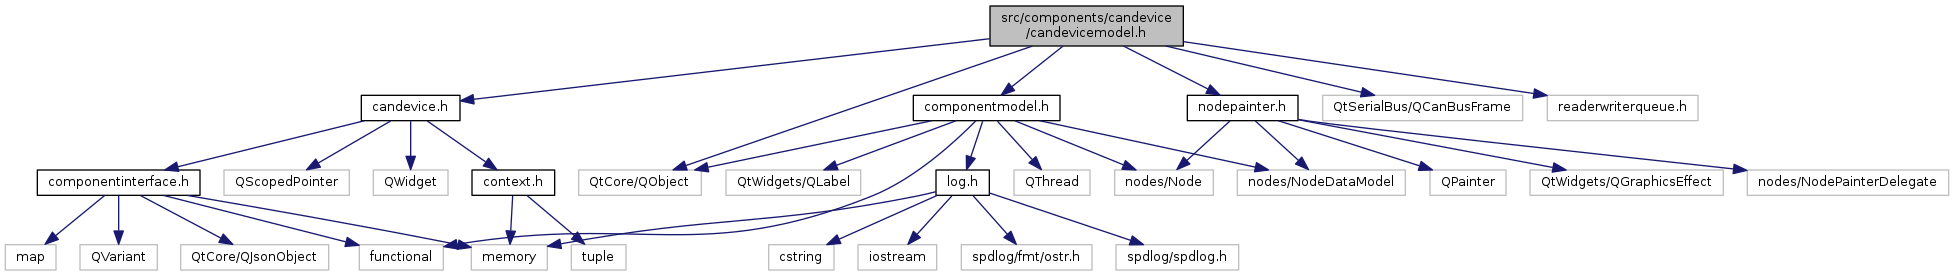 src/components/candevice
/candevicemodel.h
candevice.h
componentmodel.h
nodepainter.h
QtSerialBus/QCanBusFrame
readerwriterqueue.h
componentinterface.h
QScopedPointer
QWidget
context.h
QtCore/QObject
QtWidgets/QLabel
log.h
QThread
nodes/Node
nodes/NodeDataModel
QPainter
QtWidgets/QGraphicsEffect
nodes/NodePainterDelegate
map
QVariant
QtCore/QJsonObject
functional
memory
tuple
cstring
iostream
spdlog/fmt/ostr.h
spdlog/spdlog.h